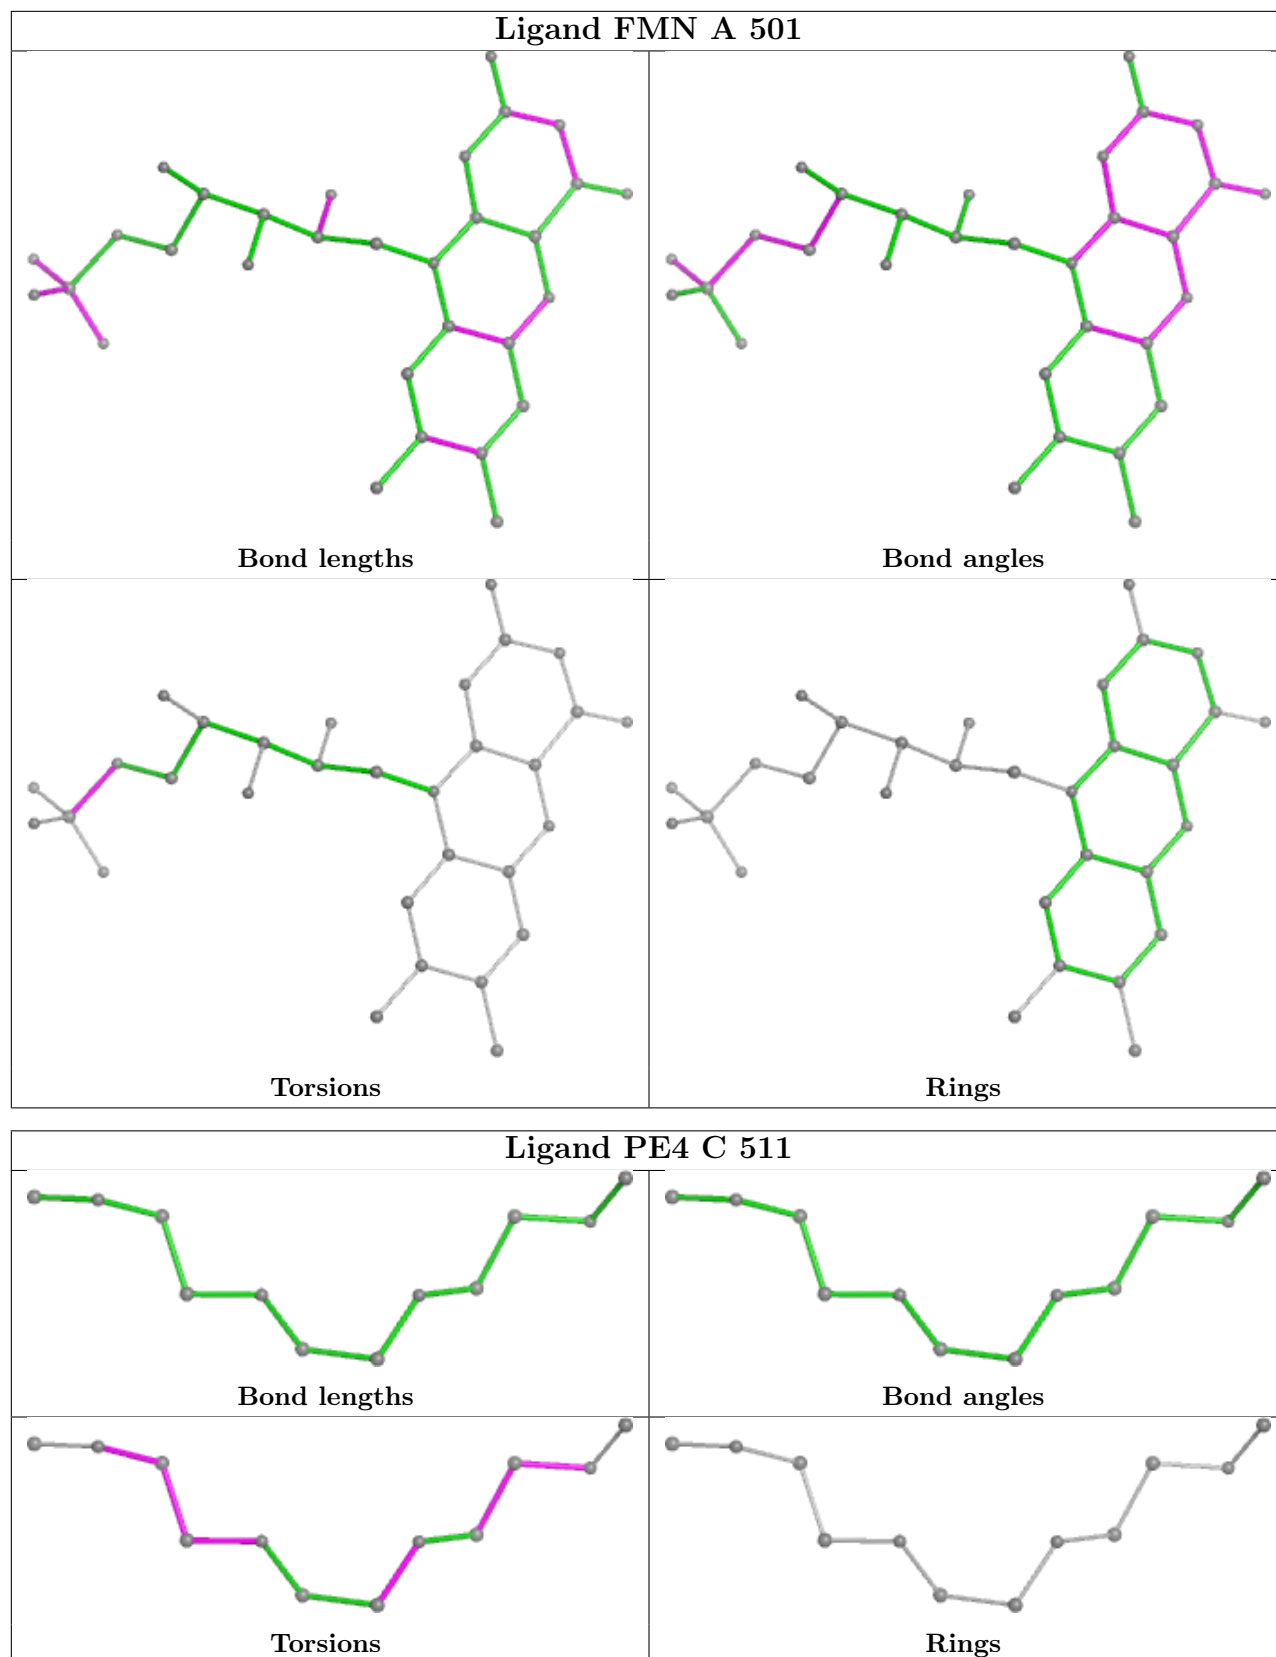 Ligand FMN A 501
Bond lengths
Bond angles
Torsions
Rings
Ligand PE4 C 511
Bond lengths
Bond angles
Torsions
Rings